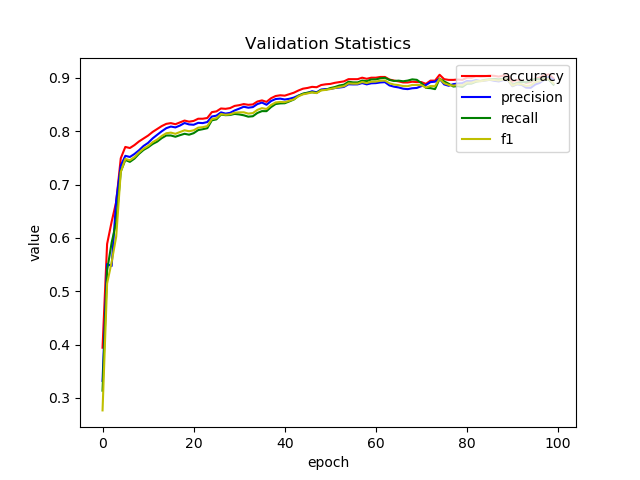 Validation Statistics
0.9
0.8
0.7
0.6
0.5
0.4
0.3
value
accuracy
precision
recall
f1
0 20 40 60 80 100
epoch